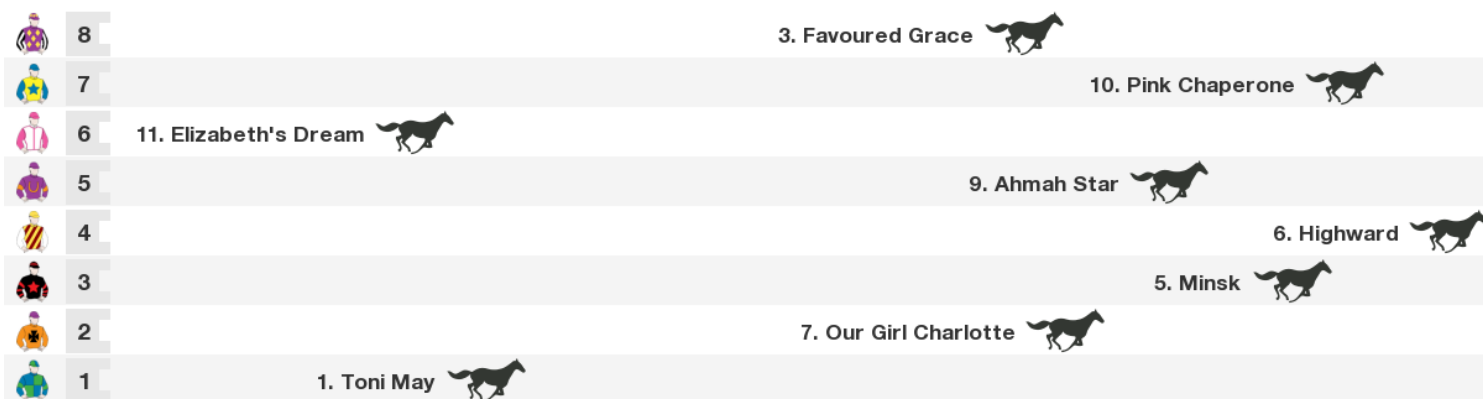 8 3. Favoured Grace
7 10. Pink Chaperone
6 11. Elizabeth's Dream
5 9. Ahmah Star
4 6. Highward
3 5. Minsk
2 7. Our Girl Charlotte
1 1. Toni May